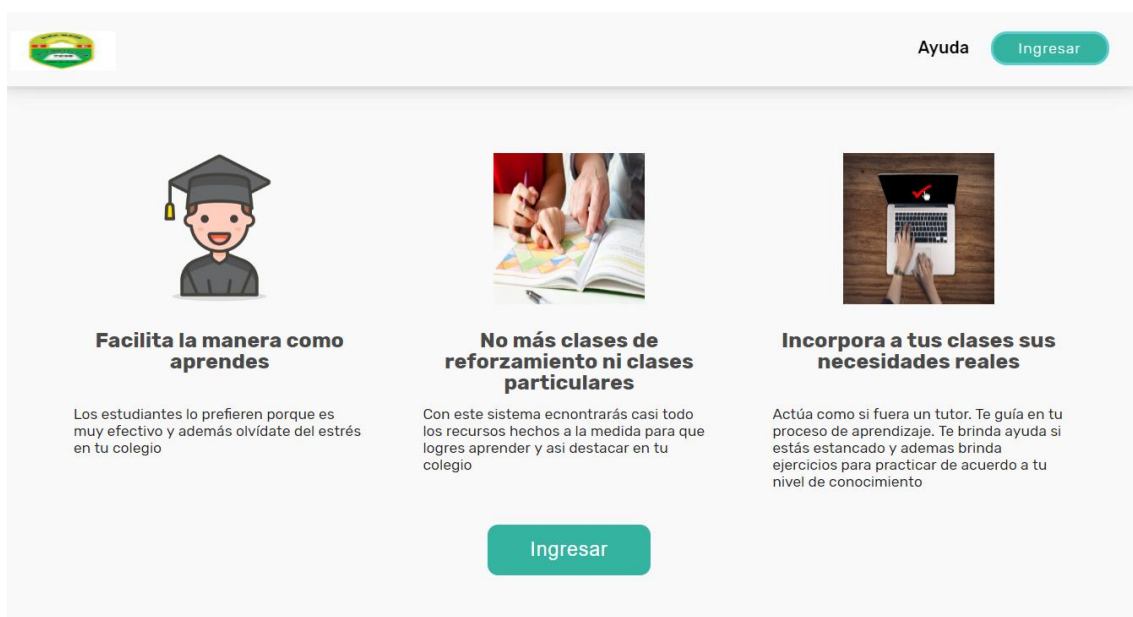 Ayuda
Ingresar
Facilita la manera como
aprendes
Los estudiantes lo prefieren porque es
muy efectivo y además olvídate del estrés
en tu colegio
No más clases de
reforzamiento ni clases
particulares
Con este sistema ecnontrarás casi todo
los recursos hechos a la medida para que
logres aprender y asi destacar en tu
colegio
Incorpora a tus clases sus
necesidades reales
Actúa como si fuera un tutor. Te guía en tu
proceso de aprendizaje. Te brinda ayuda si
estás estancado y ademas brinda
ejercicios para practicar de acuerdo a tu
nivel de conocimiento
Ingresar